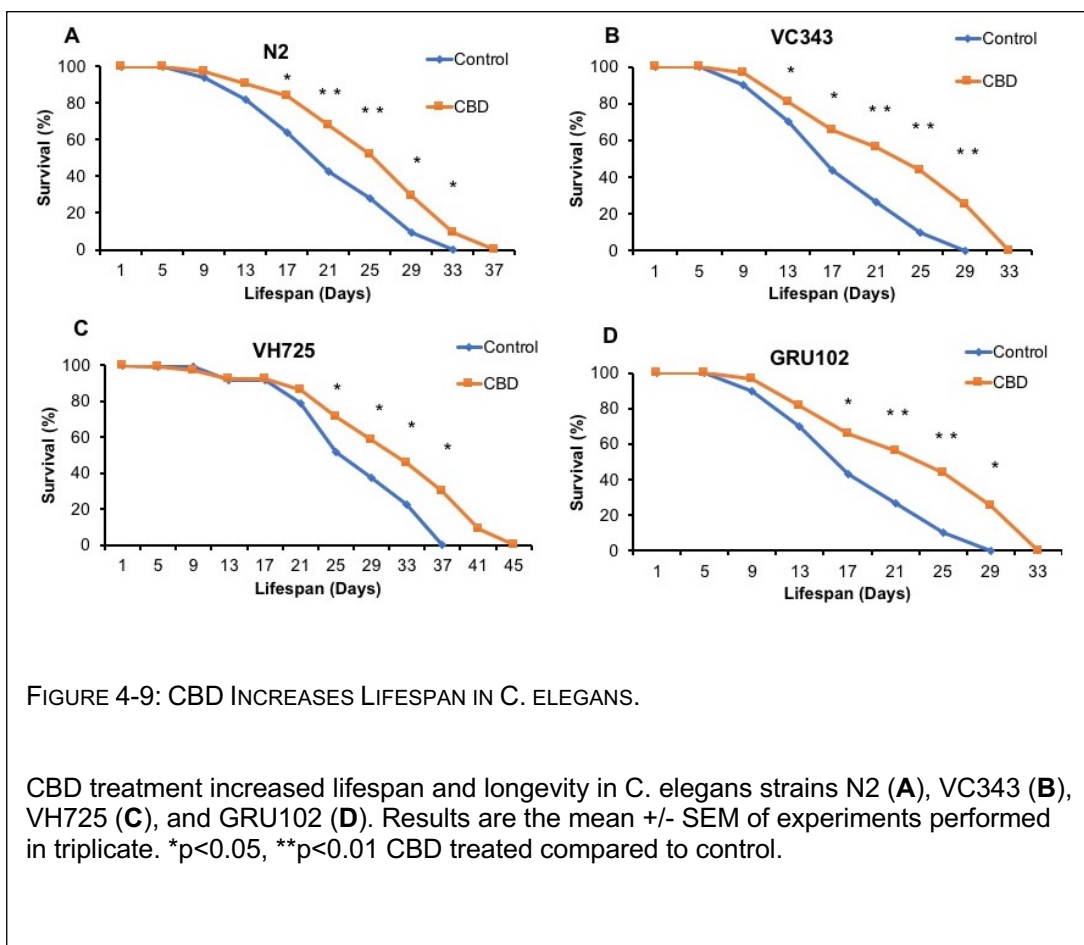 A
N2
Control
CBD
Survival (%)
100
80
60
40
20
0
* ** ** * *
1 5 9 13 17 21 25 29 33 37
Lifespan (Days)
B
VC343
Control
CBD
Survival (%)
100
80
60
40
20
0
* * ** ** **
1 5 9 13 17 21 25 29 33
Lifespan (Days)
C
VH725
Control
CBD
Survival (%)
100
80
60
40
20
0
* * * *
1 5 9 13 17 21 25 29 33 37 41 45
Lifespan (Days)
D
GRU102
Control
CBD
Survival (%)
100
80
60
40
20
0
* ** ** *
1 5 9 13 17 21 25 29 33
Lifespan (Days)
FIGURE 4-9: CBD INCREASES LIFESPAN IN C. ELEGANS.
CBD treatment increased lifespan and longevity in C. elegans strains N2 (A), VC343 (B),
VH725 (C), and GRU102 (D). Results are the mean +/- SEM of experiments performed
in triplicate. *p<0.05, **p<0.01 CBD treated compared to control.